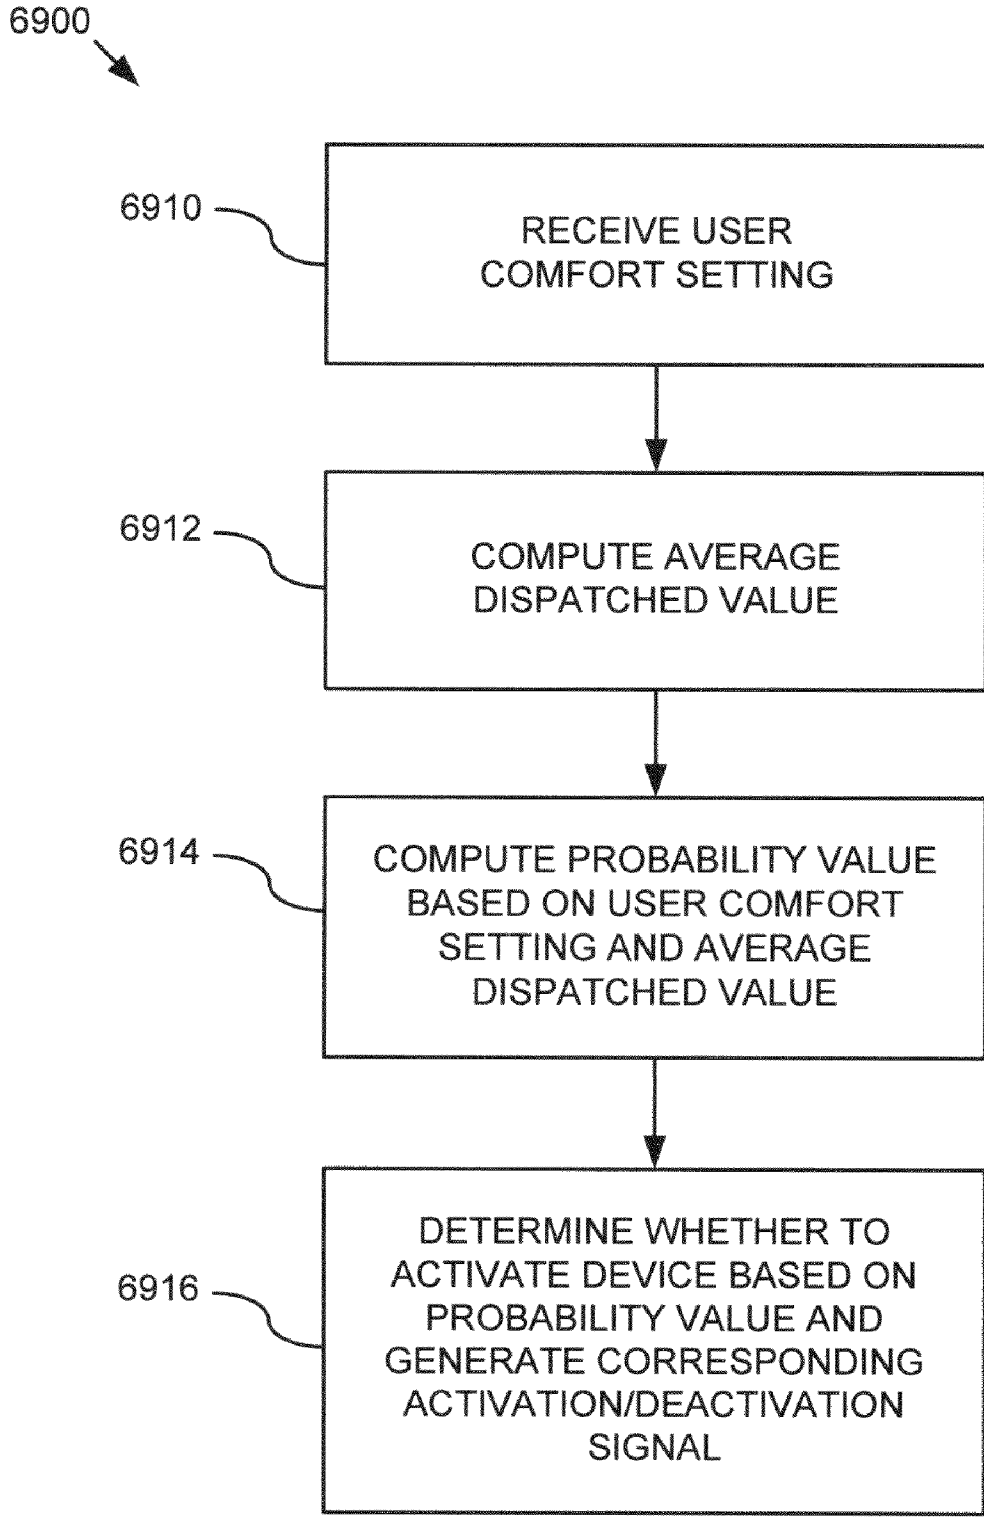 6900
6910
RECEIVE USER
COMFORT SETTING
6912
COMPUTE AVERAGE
DISPATCHED VALUE
6914
COMPUTE PROBABILITY VALUE
BASED ON USER COMFORT
SETTING AND AVERAGE
DISPATCHED VALUE
6916
DETERMINE WHETHER TO
ACTIVATE DEVICE BASED ON
PROBABILITY VALUE AND
GENERATE CORRESPONDING
ACTIVATION/DEACTIVATION
SIGNAL